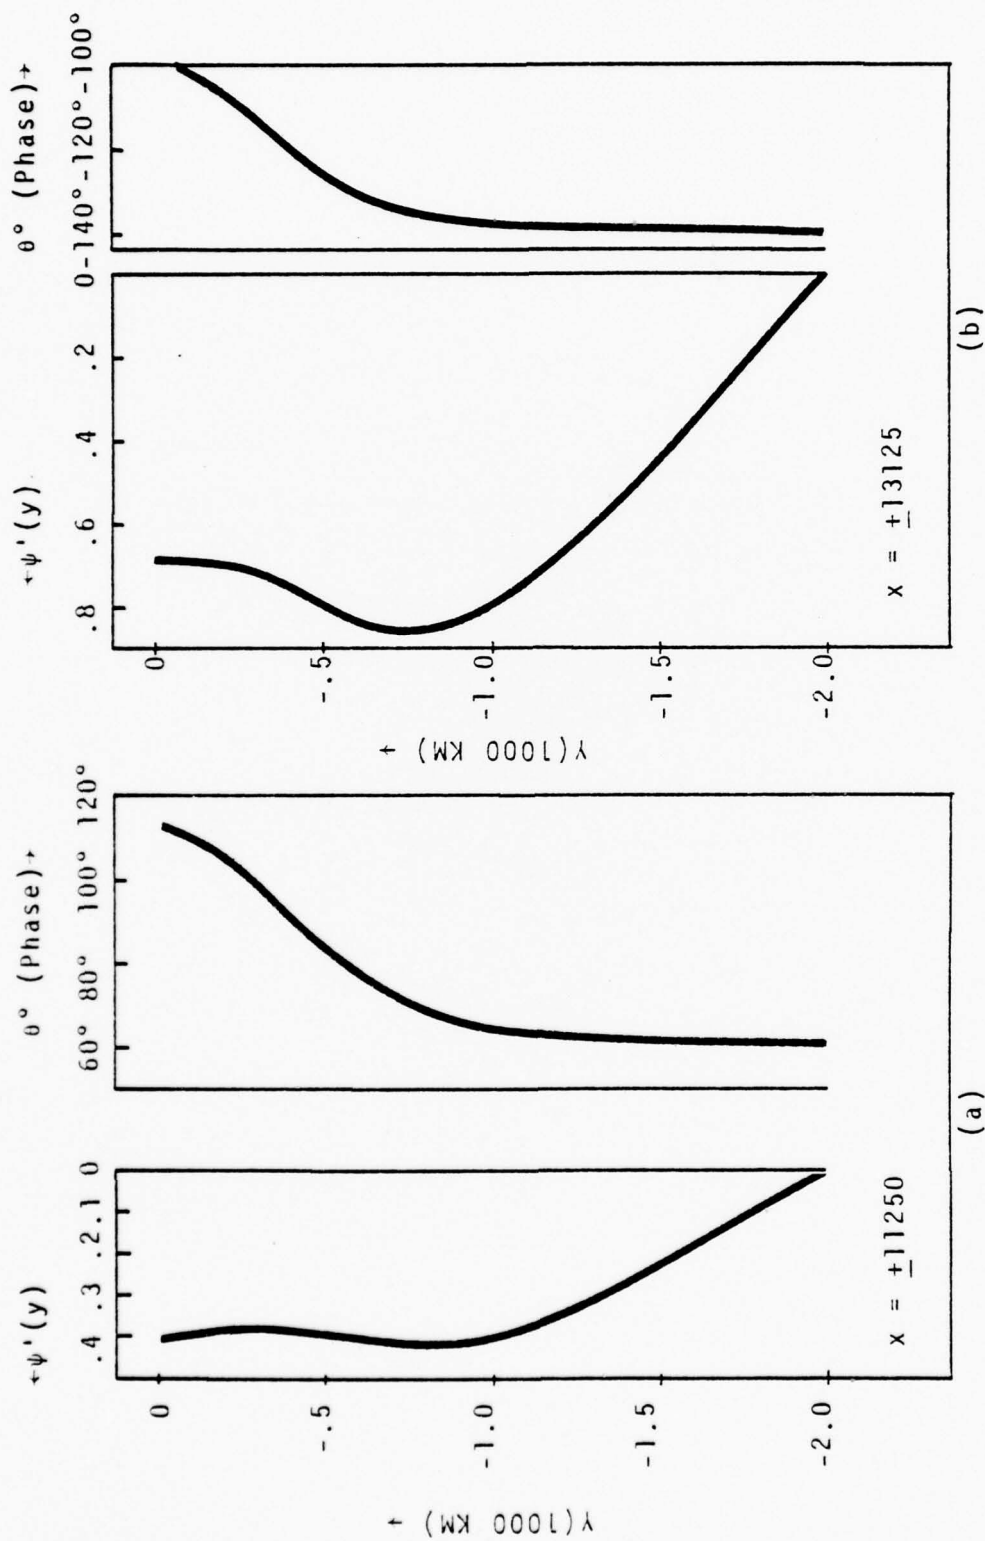 ←ψ'(y)
θ° (Phase)→
.4 .3 .2 .1 0
60° 80° 100° 120°
0
-.5
-1.0
-1.5
-2.0
Y(1000 KM) →
x = ±11250
(a)
←ψ'(y)
θ° (Phase)→
.8 .6 .4 .2 0
-140° -120° -100°
0
-.5
-1.0
-1.5
-2.0
Y(1000 KM) →
x = ±13125
(b)